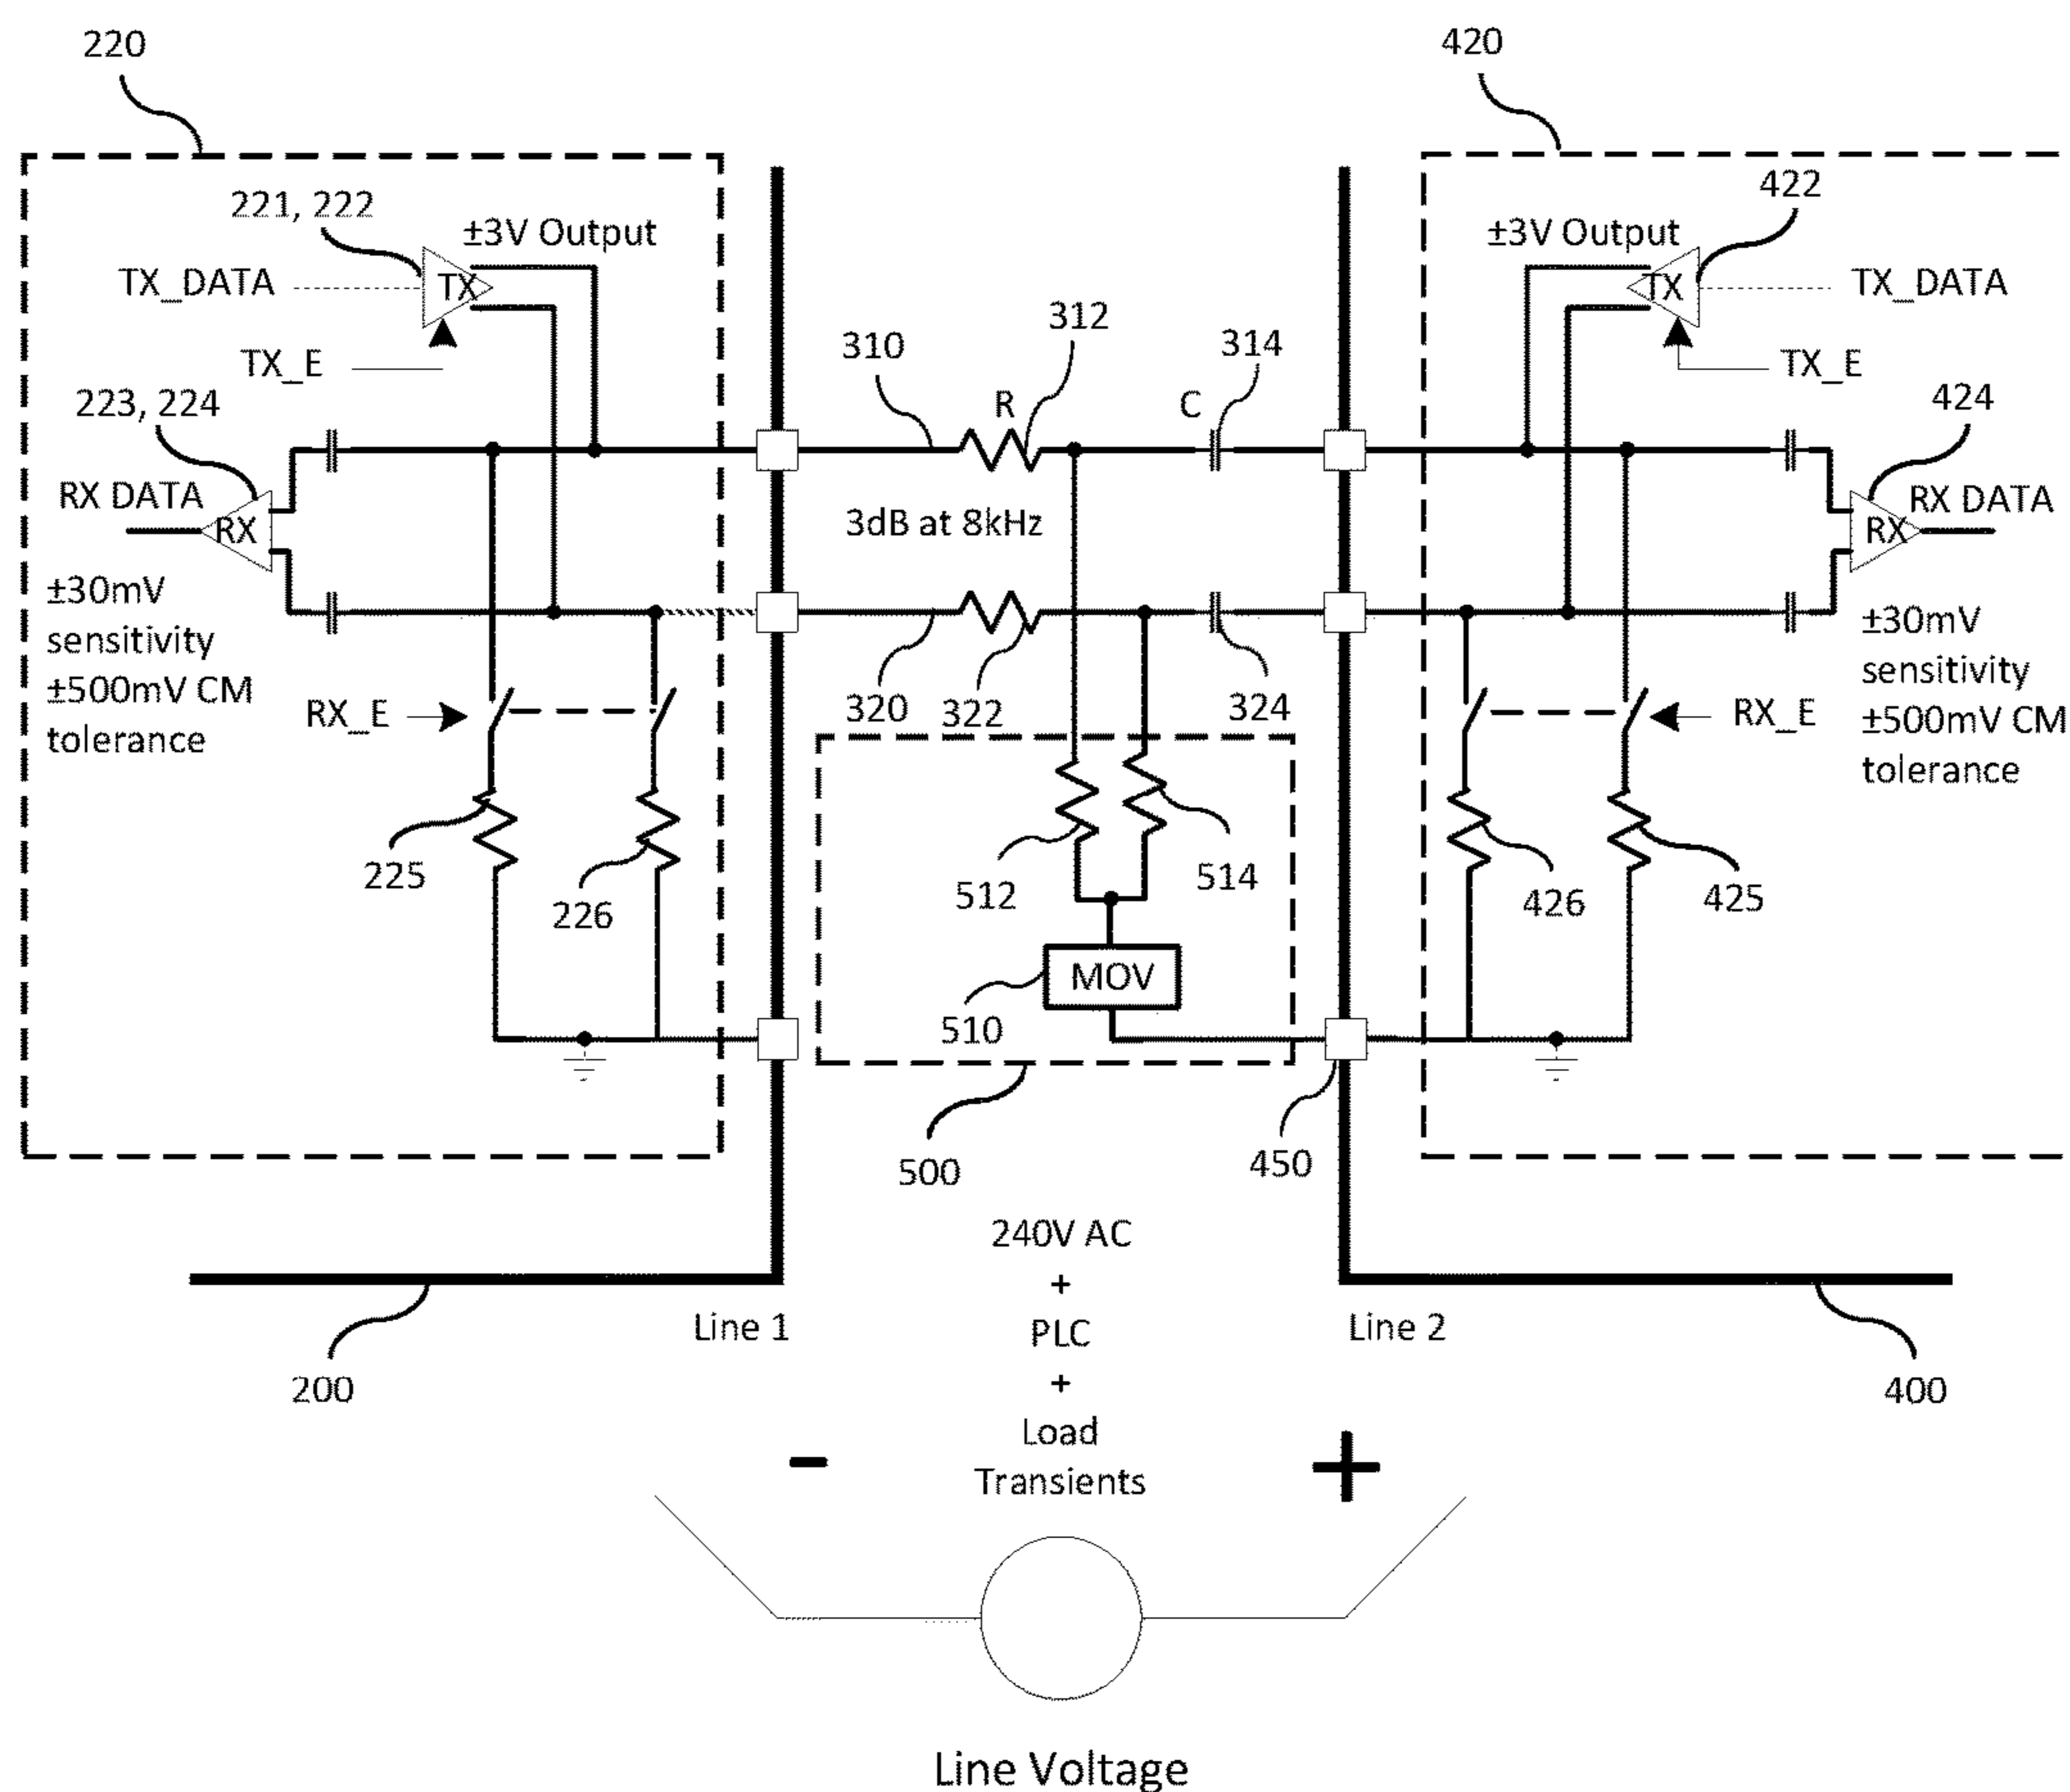 220
420
221, 222
±3V Output
422
±3V Output
TX_DATA
TX
TX
TX_DATA
TX_E
TX_E
310
312
314
R
C
223, 224
424
RX DATA
RX
3dB at 8kHz
RX
RX DATA
±30mV
sensitivity
±500mV CM
tolerance
±30mV
sensitivity
±500mV CM
tolerance
RX_E
320
322
324
RX_E
225
226
512
514
426
425
MOV
510
500
450
240V AC
+
PLC
+
Load
Transients
Line 1
Line 2
200
400
-
+
Line Voltage